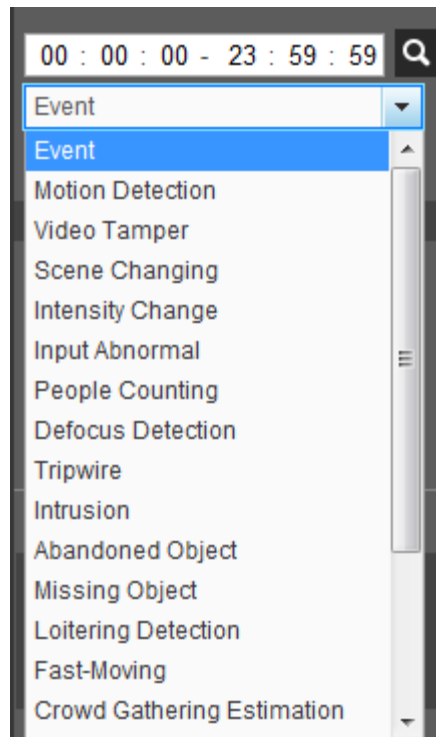 00 : 00 : 00 - 23 : 59 : 59
Event
Event
Motion Detection
Video Tamper
Scene Changing
Intensity Change
Input Abnormal
People Counting
Defocus Detection
Tripwire
Intrusion
Abandoned Object
Missing Object
Loitering Detection
Fast-Moving
Crowd Gathering Estimation